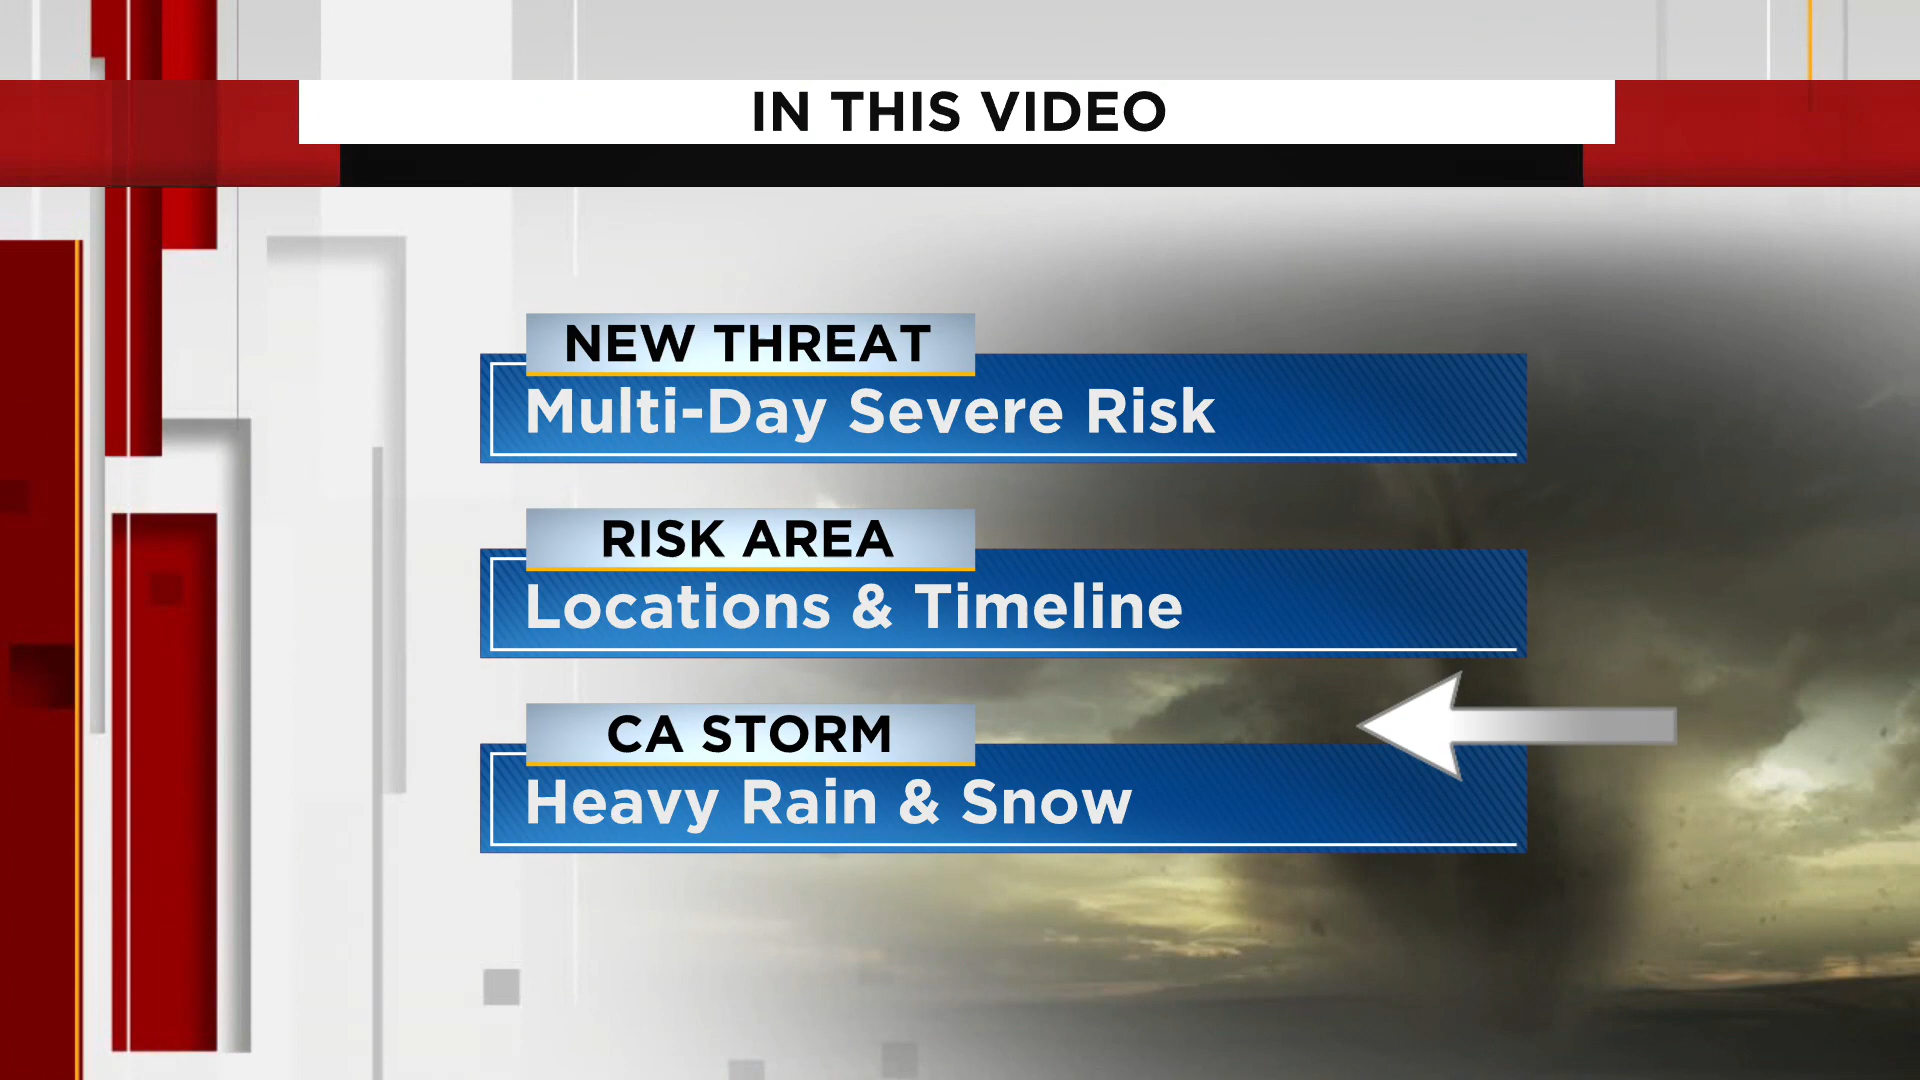 IN THIS VIDEO
NEW THREAT
Multi-Day Severe Risk
RISK AREA
Locations & Timeline
CA STORM
Heavy Rain & Snow